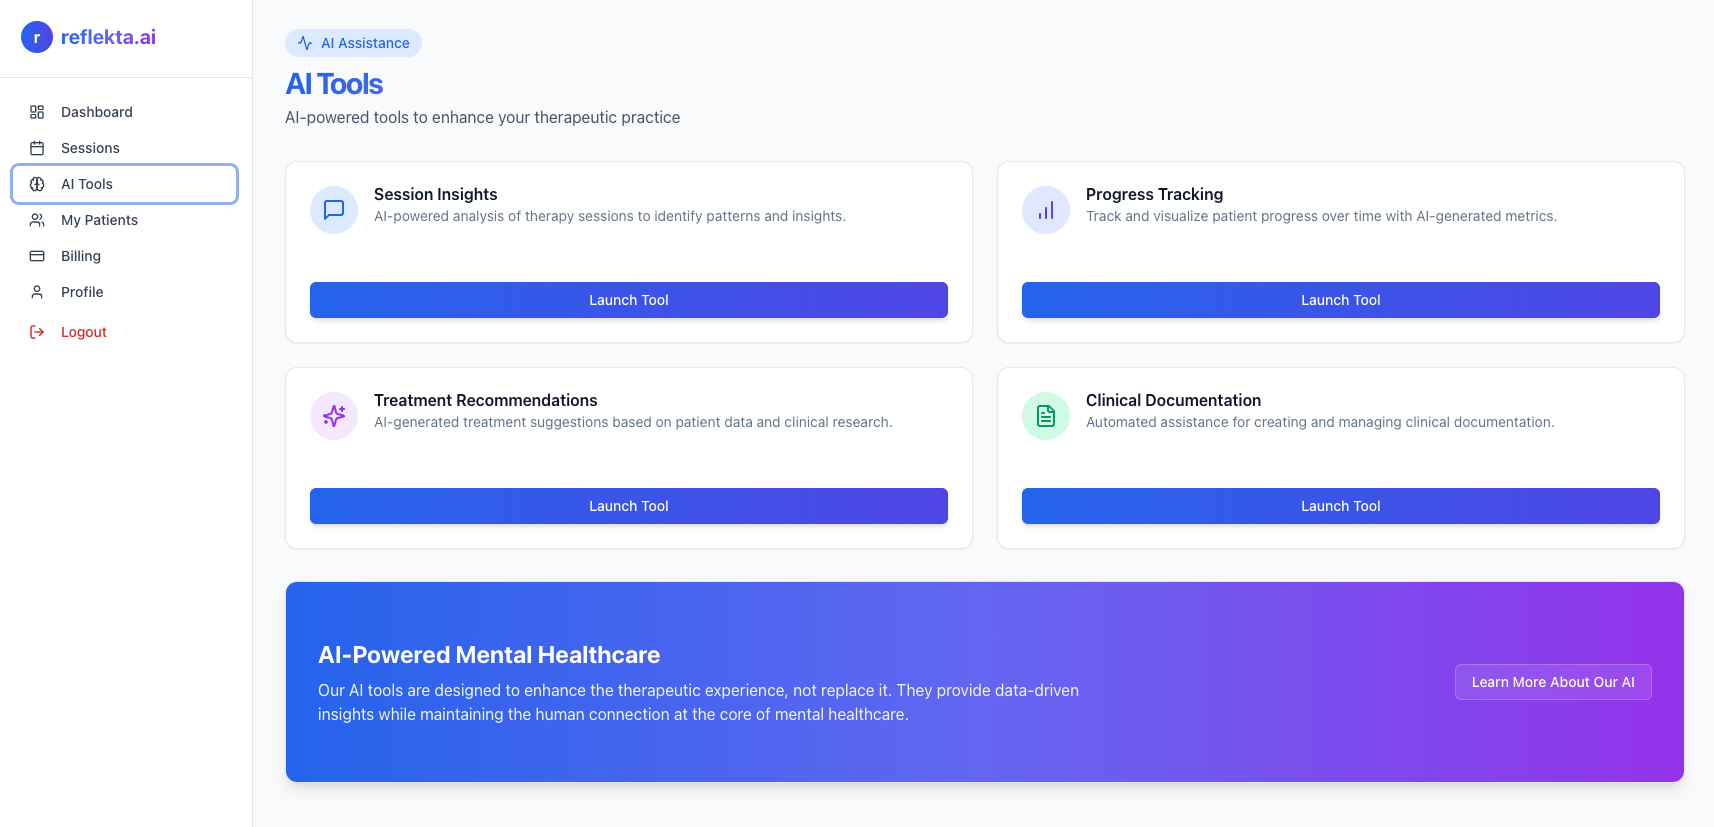 r reflekta.ai
Dashboard
Sessions
AI Tools
My Patients
Billing
Profile
Logout
AI Assistance
AI Tools
AI-powered tools to enhance your therapeutic practice
Session Insights
AI-powered analysis of therapy sessions to identify patterns and insights.
Launch Tool
Progress Tracking
Track and visualize patient progress over time with AI-generated metrics.
Launch Tool
Treatment Recommendations
AI-generated treatment suggestions based on patient data and clinical research.
Launch Tool
Clinical Documentation
Automated assistance for creating and managing clinical documentation.
Launch Tool
AI-Powered Mental Healthcare
Our AI tools are designed to enhance the therapeutic experience, not replace it. They provide data-driven
insights while maintaining the human connection at the core of mental healthcare.
Learn More About Our AI